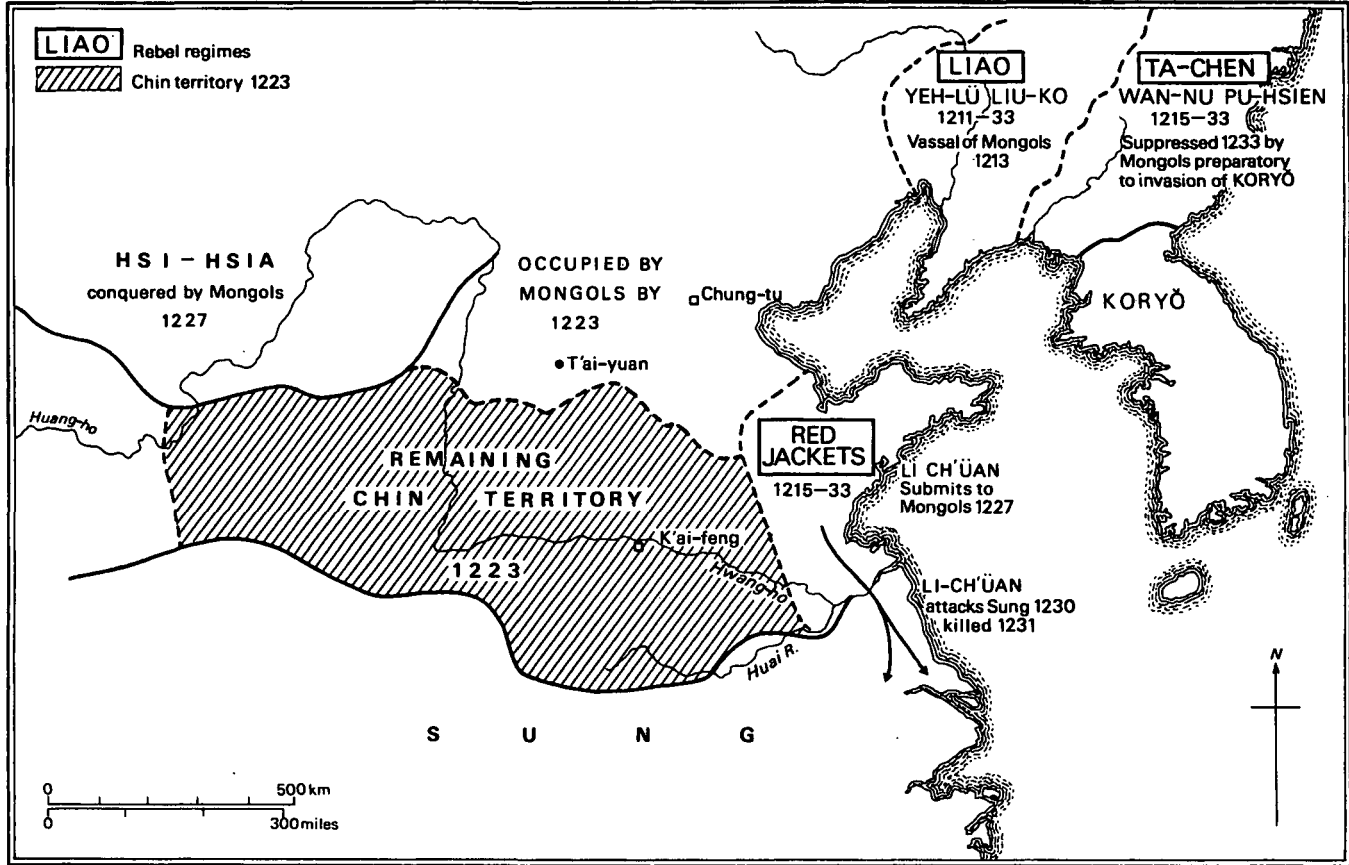 LIAO Rebel regimes
Chin territory 1223
LIAO
YEH-LÜ LIU-KO
1211–33
Vassal of Mongols
1213
TA-CHEN
WAN-NU PU-HSIEN
1215–33
Suppressed 1233 by
Mongols preparatory
to invasion of KORYŎ
HSI-HSIA
conquered by Mongols
1227
OCCUPIED BY
MONGOLS BY
1223
Chung-tu
KORYŎ
T'ai-yuan
Huang-ho
RED
JACKETS
1215–33
REMAINING
CHIN TERRITORY
1223
LI CH'ÜAN
Submits to
Mongols 1227
K'ai-feng
Hwang-ho
LI-CH'ÜAN
attacks Sung 1230
killed 1231
Huai R.
N
SUNG
0 500 km
0 300 miles